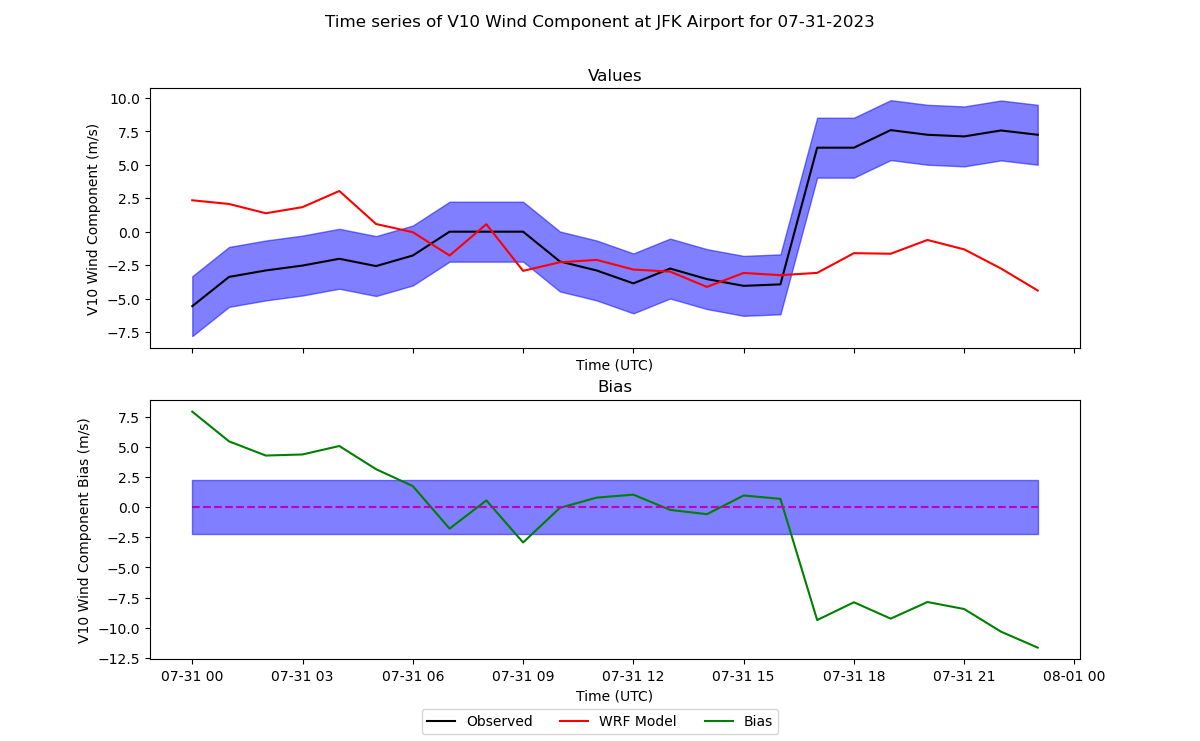 Time series of V10 Wind Component at JFK Airport for 07-31-2023
Values
V10 Wind Component (m/s)
10.0
7.5
5.0
2.5
0.0
−2.5
−5.0
−7.5
Time (UTC)
Bias
V10 Wind Component Bias (m/s)
7.5
5.0
2.5
0.0
−2.5
−5.0
−7.5
−10.0
−12.5
07-31 00 07-31 03 07-31 06 07-31 09 07-31 12 07-31 15 07-31 18 07-31 21 08-01 00
Time (UTC)
Observed WRF Model Bias